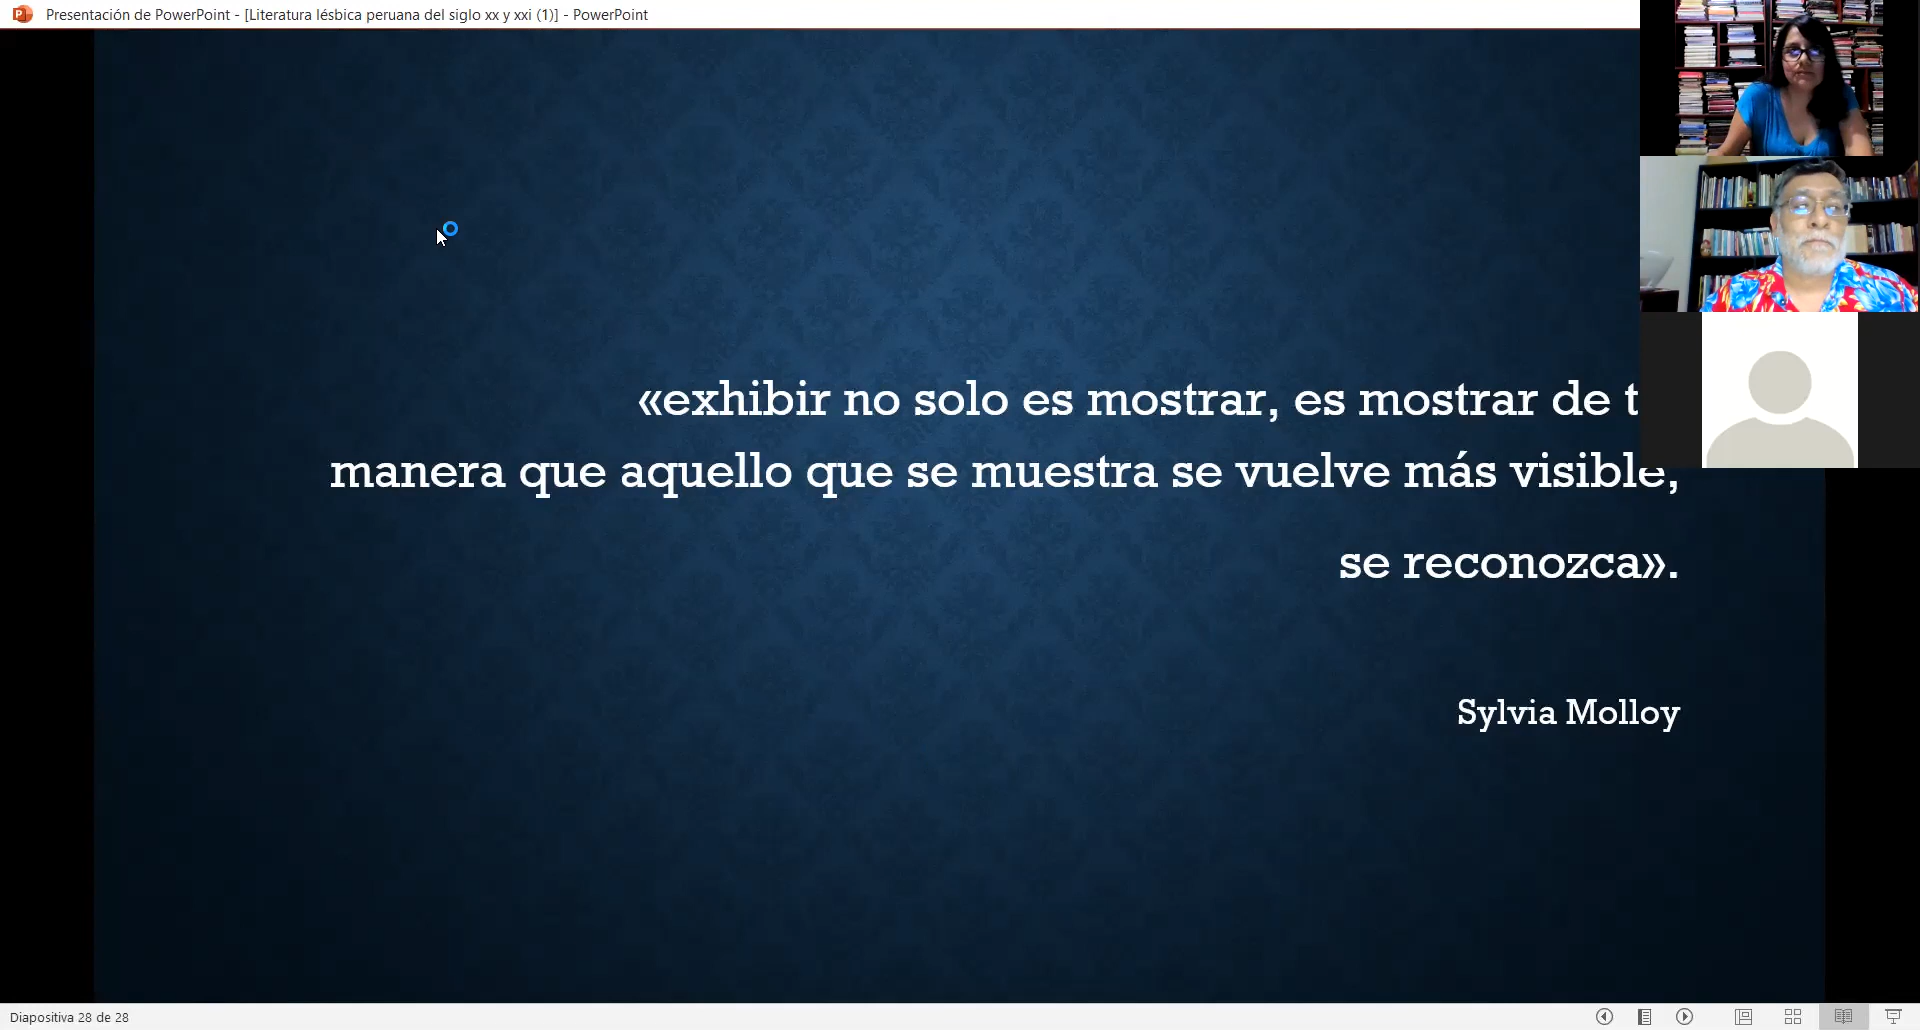 Presentación de PowerPoint - [Literatura lésbica peruana del siglo xx y xxi (1)] - PowerPoint
«exhibir no solo es mostrar, es mostrar de
manera que aquello que se muestra se vuelve más visible,
se reconozca».
Sylvia Molloy
Diapositiva 28 de 28